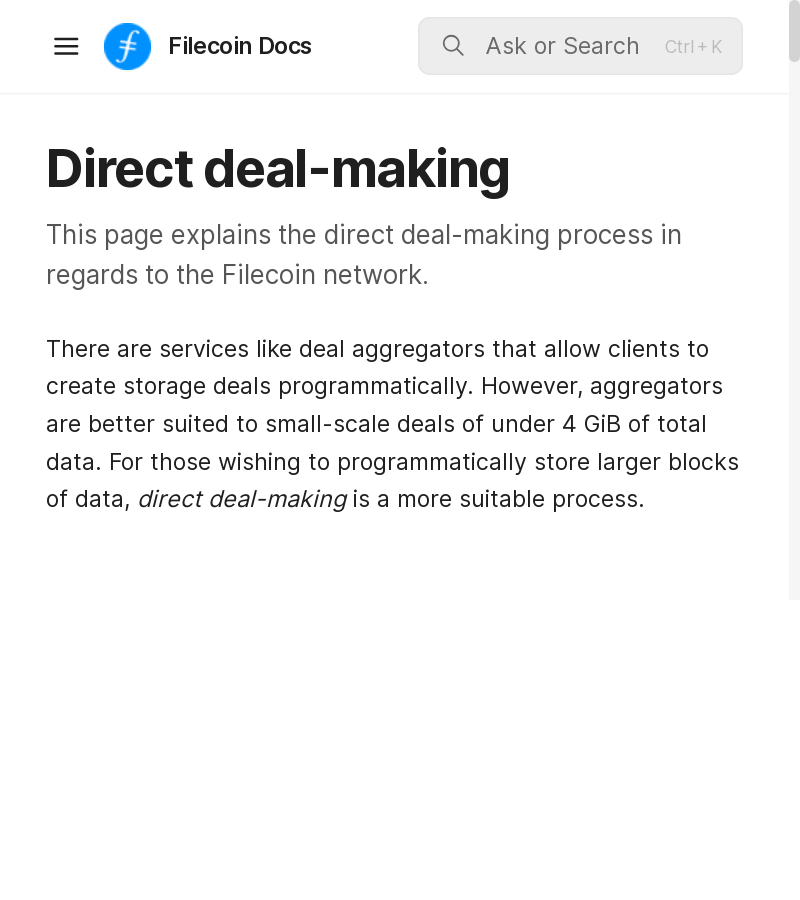 Filecoin Docs
Ask or Search
Ctrl + K
Direct deal-making
This page explains the direct deal-making process in
regards to the Filecoin network.
There are services like deal aggregators that allow clients to
create storage deals programmatically. However, aggregators
are better suited to small-scale deals of under 4 GiB of total
data. For those wishing to programmatically store larger blocks
of data, direct deal-making is a more suitable process.